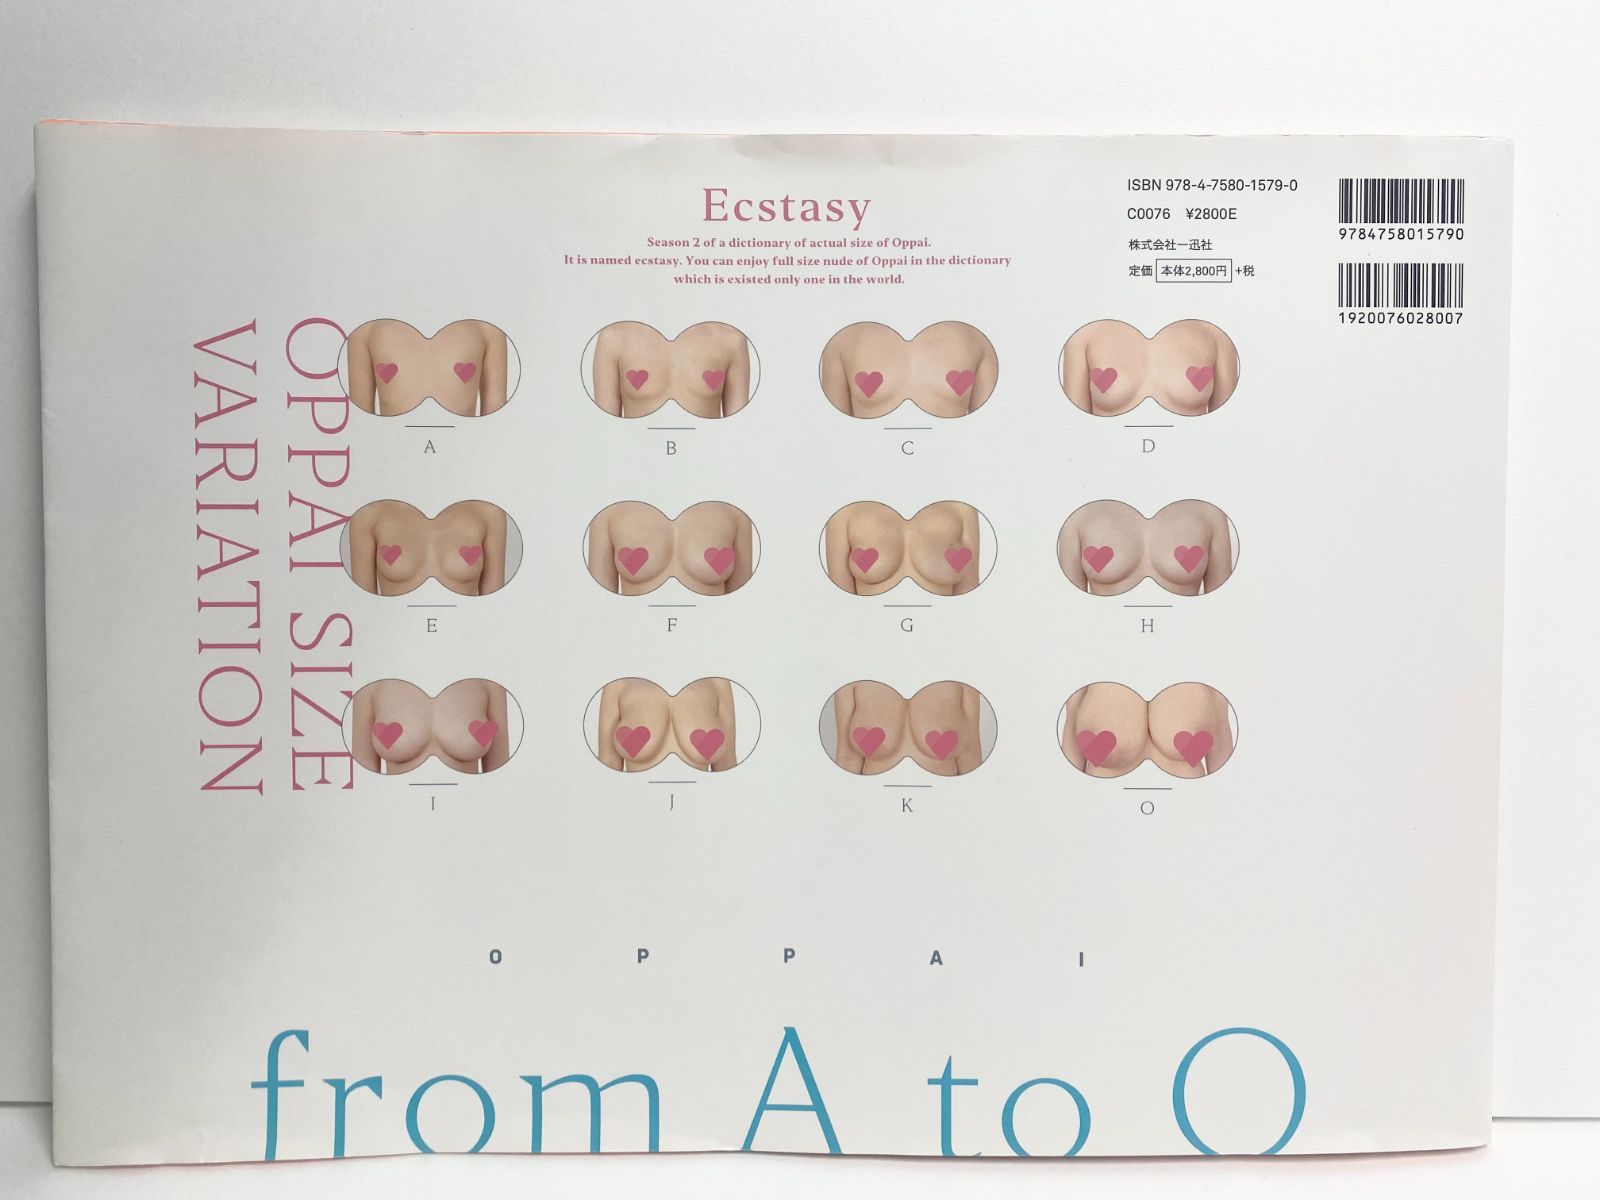 Ecstasy
Season 2 of a dictionary of actual size of Oppai.
It is named ecstasy. You can enjoy full size nude of Oppai in the dictionary
which is existed only one in the world.
ISBN 978-4-7580-1579-0
C0076 ¥2800E
株式会社一迅社
定価 本体2,800円 +税
9784758015790
1920076028007
OPPAI SIZE
VARIATION
A
B
C
D
E
F
G
H
I
J
K
O
O P P A I
from A to O